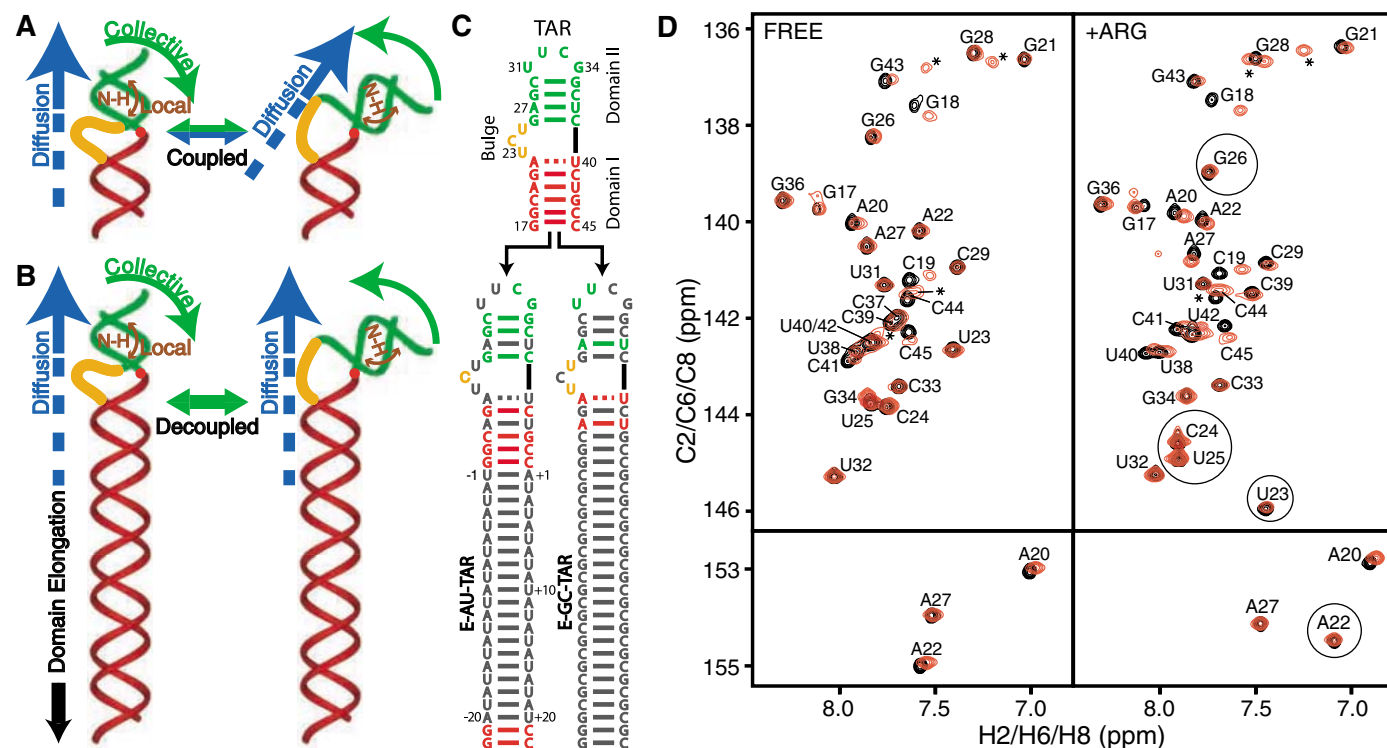 A
Diffusion
Collective
N-H
Local
Coupled
Diffusion
N-H
B
Diffusion
Collective
N-H
Local
Decoupled
Diffusion
N-H
Domain Elongation
C
TAR
U C
31 U G 34
C G
G C
A U
27 G C
U
C
23 U
Bulge
Domain II
A U 40
G C
A U
C G
G C
17 G C 45
Domain I
E-AU-TAR
-1
+1
+10
-20
+20
E-GC-TAR
D
FREE
+ARG
C2/C6/C8 (ppm)
136
138
140
142
144
146
153
155
G28
*
*
G21
G43
G18
G26
G36
G17
A20
A22
A27
C29
U31
C19
*
C37
C44
C39
U40/42
*
C45
U23
U38
C41
C33
G34
U25
C24
U32
A20
A27
A22
G28
G21
*
*
G43
G18
G26
G36
G17
A20
A22
A27
C19
C29
U31
C39
*
C44
C41
U42
C45
U40
U38
C33
G34
C24
U25
U32
U23
A20
A27
A22
8.0 7.5 7.0 8.0 7.5 7.0
H2/H6/H8 (ppm)